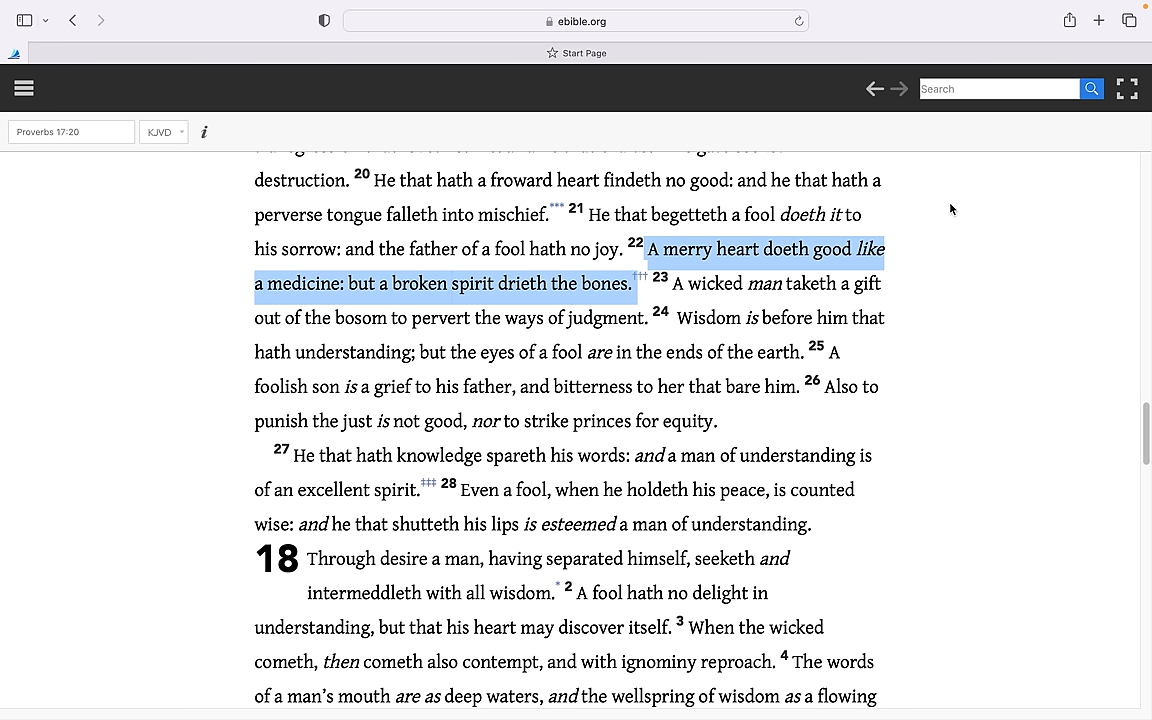 ebible.org
Start Page
Search
Proverbs 17:20
KJVD
i
destruction. 20 He that hath a froward heart findeth no good: and he that hath a
perverse tongue falleth into mischief.*** 21 He that begetteth a fool doeth it to
his sorrow: and the father of a fool hath no joy. 22 A merry heart doeth good like
a medicine: but a broken spirit drieth the bones.††† 23 A wicked man taketh a gift
out of the bosom to pervert the ways of judgment. 24 Wisdom is before him that
hath understanding; but the eyes of a fool are in the ends of the earth. 25 A
foolish son is a grief to his father, and bitterness to her that bare him. 26 Also to
punish the just is not good, nor to strike princes for equity.
27 He that hath knowledge spareth his words: and a man of understanding is
of an excellent spirit.‡‡‡ 28 Even a fool, when he holdeth his peace, is counted
wise: and he that shutteth his lips is esteemed a man of understanding.
18 Through desire a man, having separated himself, seeketh and
intermeddleth with all wisdom.* 2 A fool hath no delight in
understanding, but that his heart may discover itself. 3 When the wicked
cometh, then cometh also contempt, and with ignominy reproach. 4 The words
of a man's mouth are as deep waters, and the wellspring of wisdom as a flowing